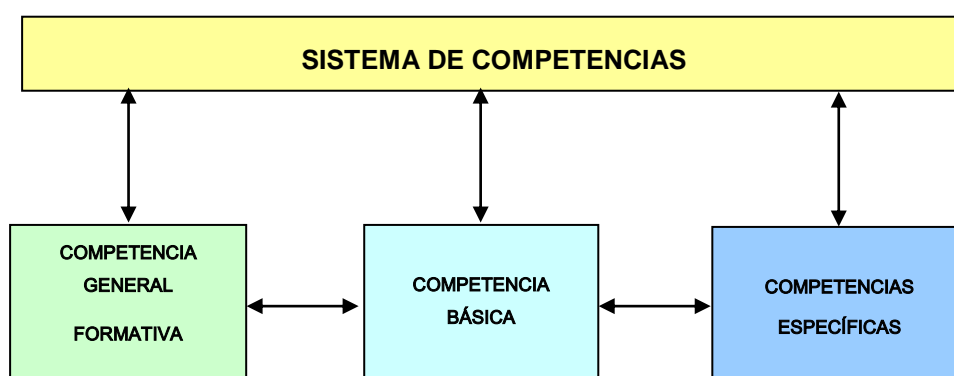 SISTEMA DE COMPETENCIAS
COMPETENCIA
GENERAL
FORMATIVA
COMPETENCIA
BÁSICA
COMPETENCIAS
ESPECÍFICAS